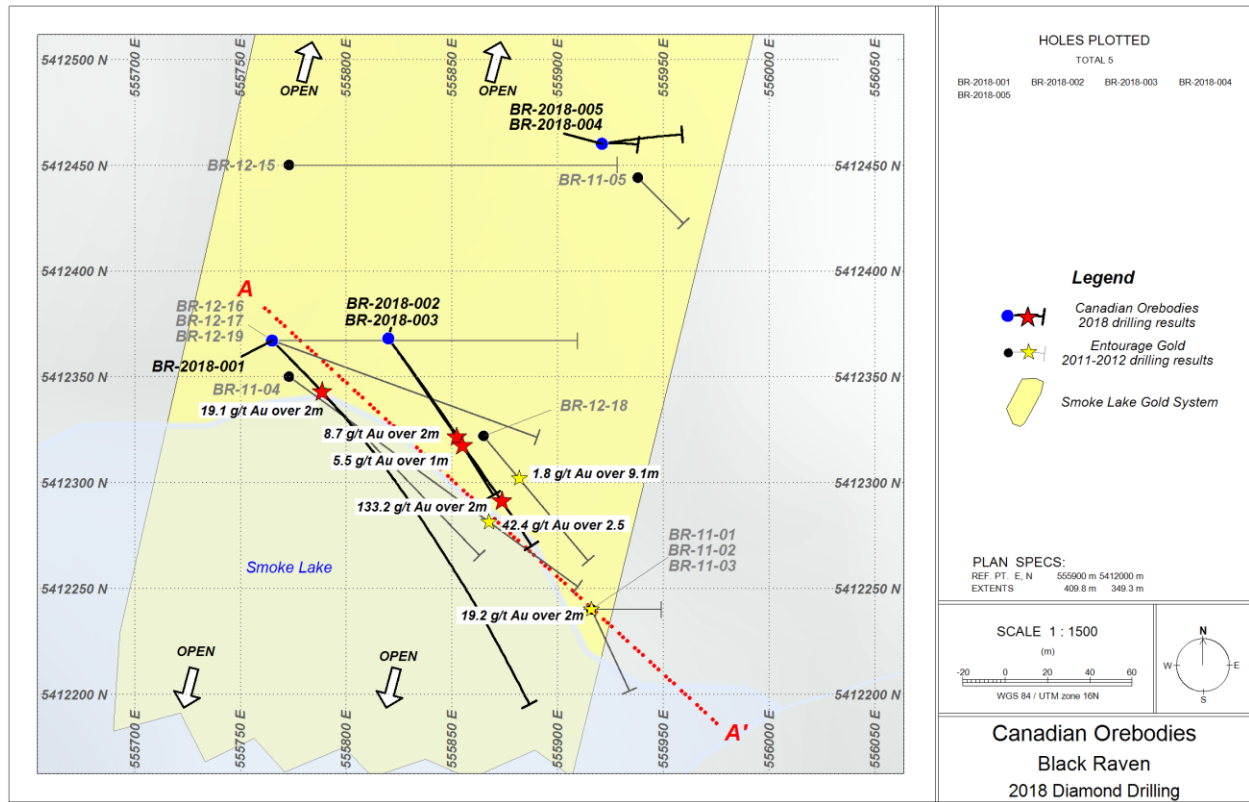 555700 E
555750 E
555800 E
555850 E
555900 E
555950 E
556000 E
556050 E
5412500 N
5412450 N
5412400 N
5412350 N
5412300 N
5412250 N
5412200 N
OPEN
OPEN
BR-2018-005
BR-2018-004
BR-12-15
BR-11-05
A
BR-12-16
BR-12-17
BR-12-19
BR-2018-002
BR-2018-003
BR-2018-001
BR-11-04
BR-12-18
19.1 g/t Au over 2m
8.7 g/t Au over 2m
5.5 g/t Au over 1m
1.8 g/t Au over 9.1m
133.2 g/t Au over 2m
42.4 g/t Au over 2.5
BR-11-01
BR-11-02
BR-11-03
Smoke Lake
19.2 g/t Au over 2m
OPEN
OPEN
A'
555700 E
555750 E
555800 E
555850 E
555900 E
555950 E
556000 E
556050 E
HOLES PLOTTED
TOTAL 5
BR-2018-001 BR-2018-002 BR-2018-003 BR-2018-004
BR-2018-005
Legend
Canadian Orebodies
2018 drilling results
Entourage Gold
2011-2012 drilling results
Smoke Lake Gold System
PLAN SPECS:
REF. PT. E, N 555900 m 5412000 m
EXTENTS 409.8 m 349.3 m
SCALE 1 : 1500
(m)
-20 0 20 40 60
WGS 84 / UTM zone 16N
N
W E
S
Canadian Orebodies
Black Raven
2018 Diamond Drilling